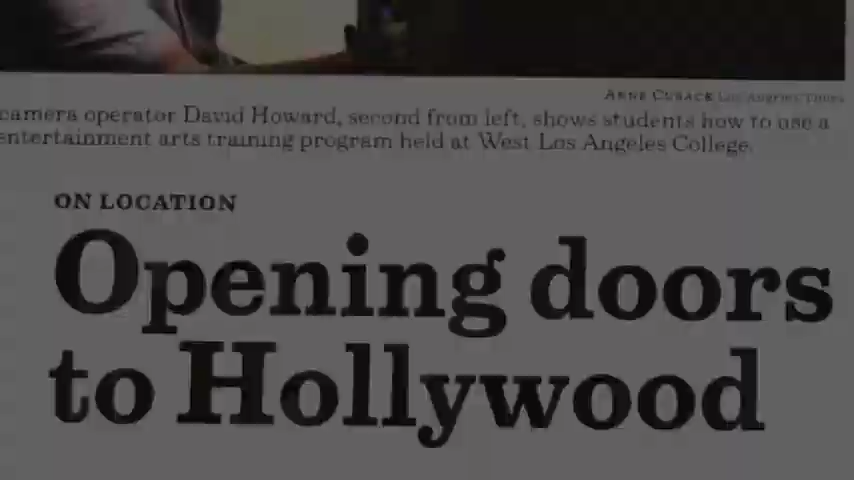 ANNE CUSACK Los Angeles Times
camera operator David Howard, second from left, shows students how to use a
entertainment arts training program held at West Los Angeles College.
ON LOCATION
Opening doors
to Hollywood